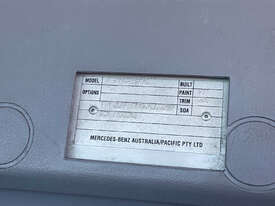 MODEL BUILT
OPTIONS PAINT
TRIM
SOA
MERCEDES-BENZ AUSTRALIA/PACIFIC PTY LTD